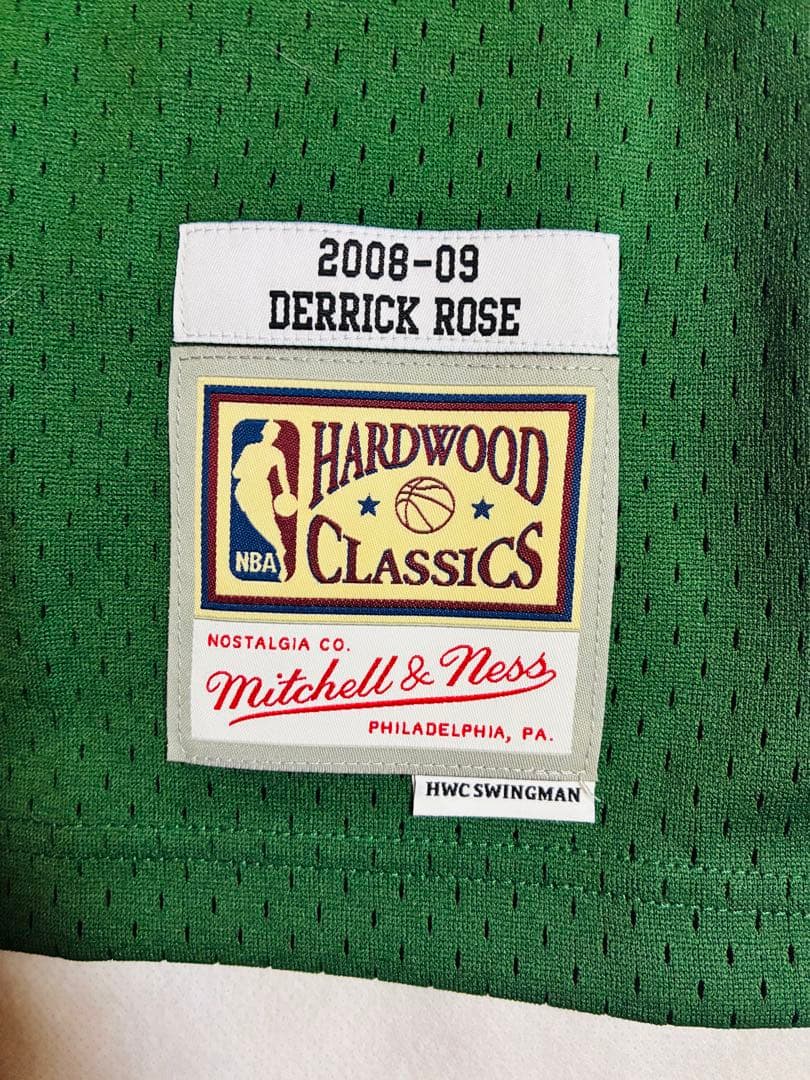 2008-09
DERRICK ROSE
HARDWOOD
CLASSICS
NBA
NOSTALGIA CO.
Mitchell & Ness
PHILADELPHIA, PA.
HWC SWINGMAN